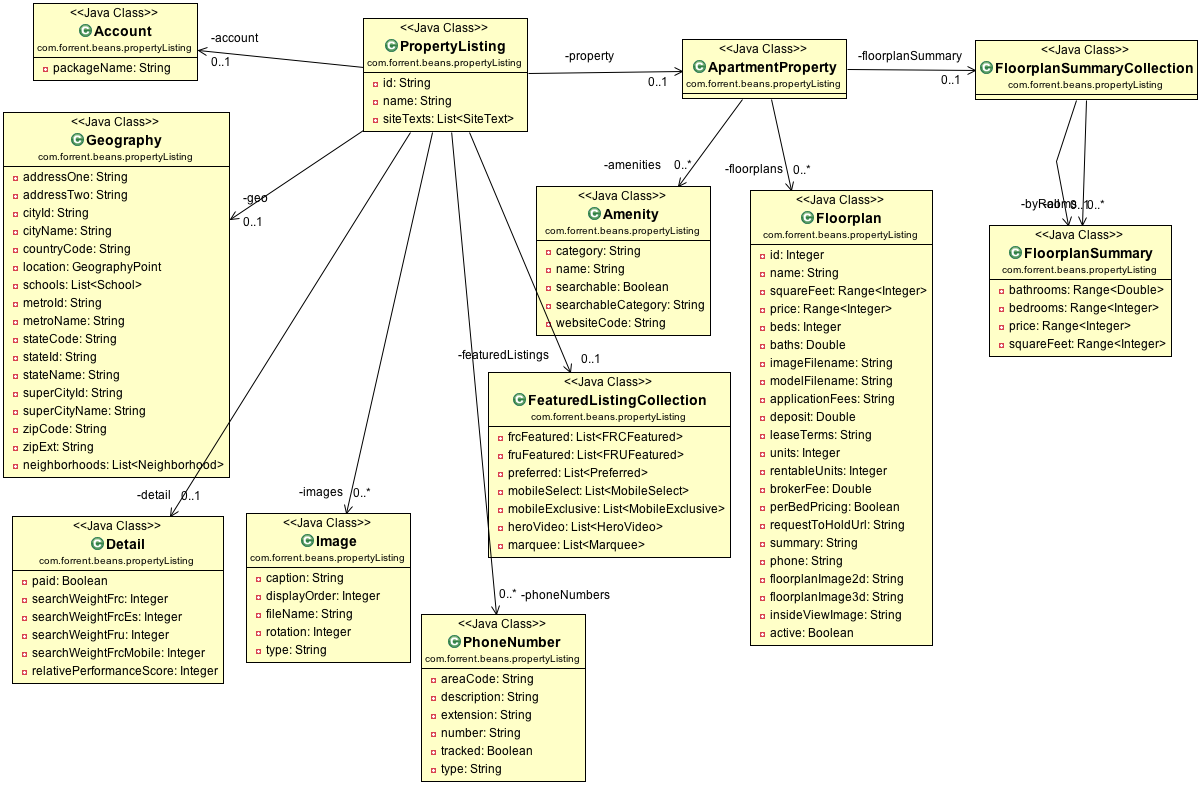 <<Java Class>>
Account
com.forrent.beans.propertyListing
packageName: String
-account
0..1
<<Java Class>>
PropertyListing
com.forrent.beans.propertyListing
id: String
name: String
siteTexts: List<SiteText>
-property
0..1
<<Java Class>>
ApartmentProperty
com.forrent.beans.propertyListing
-floorplanSummary
0..1
<<Java Class>>
FloorplanSummaryCollection
com.forrent.beans.propertyListing
<<Java Class>>
Geography
com.forrent.beans.propertyListing
addressOne: String
addressTwo: String
cityId: String
cityName: String
countryCode: String
location: GeographyPoint
schools: List<School>
metroId: String
metroName: String
stateCode: String
stateId: String
stateName: String
superCityId: String
superCityName: String
zipCode: String
zipExt: String
neighborhoods: List<Neighborhood>
-geo
0..1
-amenities 0..*
-floorplans 0..*
<<Java Class>>
Amenity
com.forrent.beans.propertyListing
category: String
name: String
searchable: Boolean
searchableCategory: String
websiteCode: String
<<Java Class>>
Floorplan
com.forrent.beans.propertyListing
id: Integer
name: String
squareFeet: Range<Integer>
price: Range<Integer>
beds: Integer
baths: Double
imageFilename: String
modelFilename: String
applicationFees: String
deposit: Double
leaseTerms: String
units: Integer
rentableUnits: Integer
brokerFee: Double
perBedPricing: Boolean
requestToHoldUrl: String
summary: String
phone: String
floorplanImage2d: String
floorplanImage3d: String
insideViewImage: String
active: Boolean
-byRooms 0..*
<<Java Class>>
FloorplanSummary
com.forrent.beans.propertyListing
bathrooms: Range<Double>
bedrooms: Range<Integer>
price: Range<Integer>
squareFeet: Range<Integer>
-featuredListings 0..1
<<Java Class>>
FeaturedListingCollection
com.forrent.beans.propertyListing
frcFeatured: List<FRCFeatured>
fruFeatured: List<FRUFeatured>
preferred: List<Preferred>
mobileSelect: List<MobileSelect>
mobileExclusive: List<MobileExclusive>
heroVideo: List<HeroVideo>
marquee: List<Marquee>
-detail 0..1
<<Java Class>>
Detail
com.forrent.beans.propertyListing
paid: Boolean
searchWeightFrc: Integer
searchWeightFrcEs: Integer
searchWeightFru: Integer
searchWeightFrcMobile: Integer
relativePerformanceScore: Integer
-images 0..*
<<Java Class>>
Image
com.forrent.beans.propertyListing
caption: String
displayOrder: Integer
fileName: String
rotation: Integer
type: String
0..* -phoneNumbers
<<Java Class>>
PhoneNumber
com.forrent.beans.propertyListing
areaCode: String
description: String
extension: String
number: String
tracked: Boolean
type: String